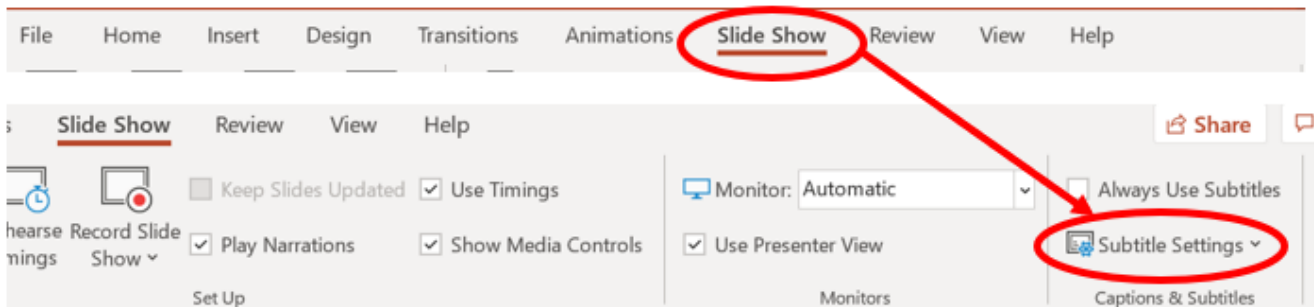 File Home Insert Design Transitions Animations Slide Show Review View Help
s Slide Show Review View Help Share
Keep Slides Updated Use Timings Monitor: Automatic Always Use Subtitles
hearse Record Slide Play Narrations Show Media Controls Use Presenter View Subtitle Settings
mings Show
Set Up Monitors Captions & Subtitles